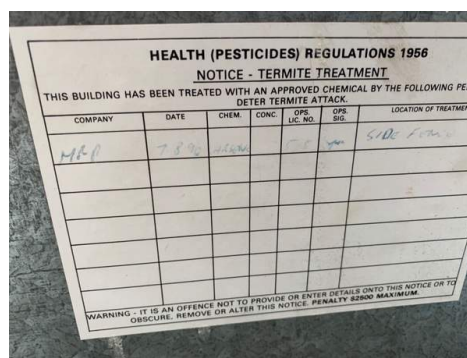 HEALTH (PESTICIDES) REGULATIONS 1956
NOTICE - TERMITE TREATMENT
THIS BUILDING HAS BEEN TREATED WITH AN APPROVED CHEMICAL BY THE FOLLOWING
DETER TERMITE ATTACK.
COMPANY DATE CHEM. CONC. OPS. LIC. NO. OPS. SIG. LOCATION OF
SIDE
WARNING - IT IS AN OFFENCE NOT TO PROVIDE OR ENTER DETAILS ONTO THIS NOTICE OR TO
OBSCURE, REMOVE OR ALTER THIS NOTICE. PENALTY $2500 MAXIMUM.